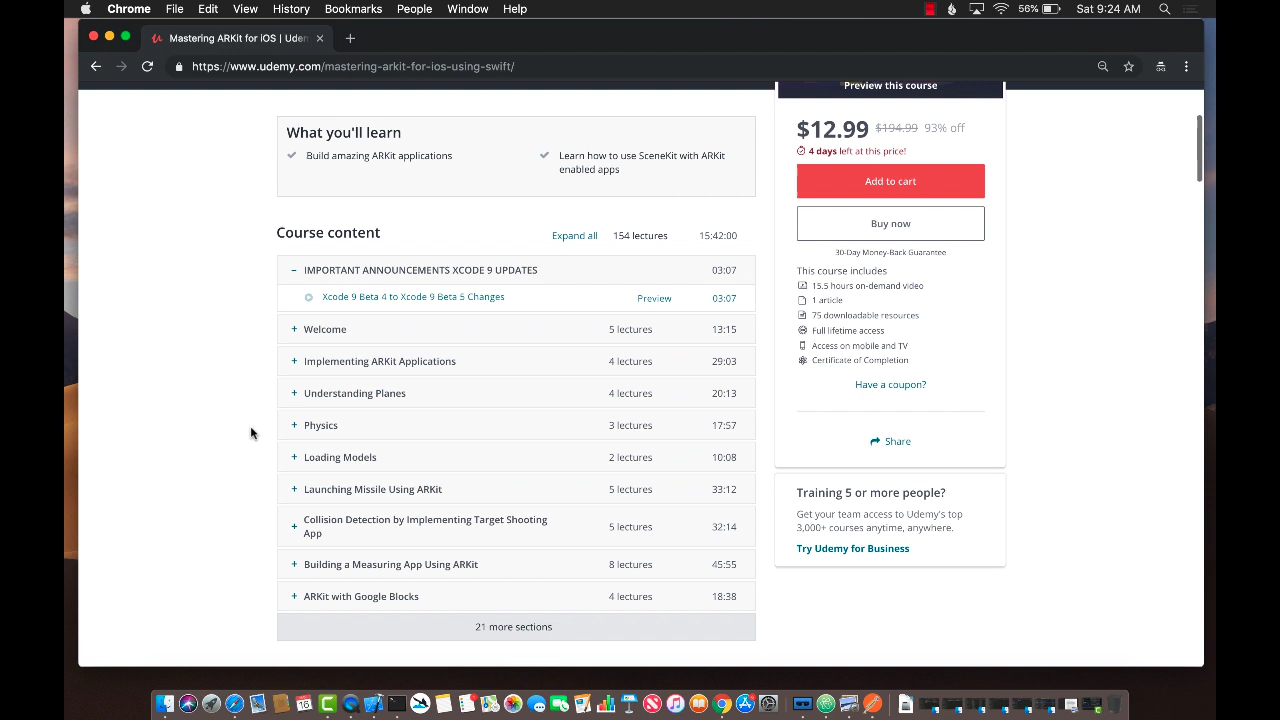 Chrome File Edit View History Bookmarks People Window Help 56% Sat 9:24 AM
Mastering ARKit for iOS | Uder
https://www.udemy.com/mastering-arkit-for-ios-using-swift/
Preview this course
What you'll learn
Build amazing ARKit applications
Learn how to use SceneKit with ARKit
enabled apps
Course content
Expand all 154 lectures 15:42:00
IMPORTANT ANNOUNCEMENTS XCODE 9 UPDATES 03:07
Xcode 9 Beta 4 to Xcode 9 Beta 5 Changes Preview 03:07
+ Welcome 5 lectures 13:15
+ Implementing ARKit Applications 4 lectures 29:03
+ Understanding Planes 4 lectures 20:13
+ Physics 3 lectures 17:57
+ Loading Models 2 lectures 10:08
+ Launching Missile Using ARKit 5 lectures 33:12
+ Collision Detection by Implementing Target Shooting
App 5 lectures 32:14
+ Building a Measuring App Using ARKit 8 lectures 45:55
+ ARKit with Google Blocks 4 lectures 18:38
21 more sections
$12.99 $194.99 93% off
4 days left at this price!
Add to cart
Buy now
30-Day Money-Back Guarantee
This course includes
15.5 hours on-demand video
1 article
75 downloadable resources
Full lifetime access
Access on mobile and TV
Certificate of Completion
Have a coupon?
Share
Training 5 or more people?
Get your team access to Udemy's top
3,000+ courses anytime, anywhere.
Try Udemy for Business